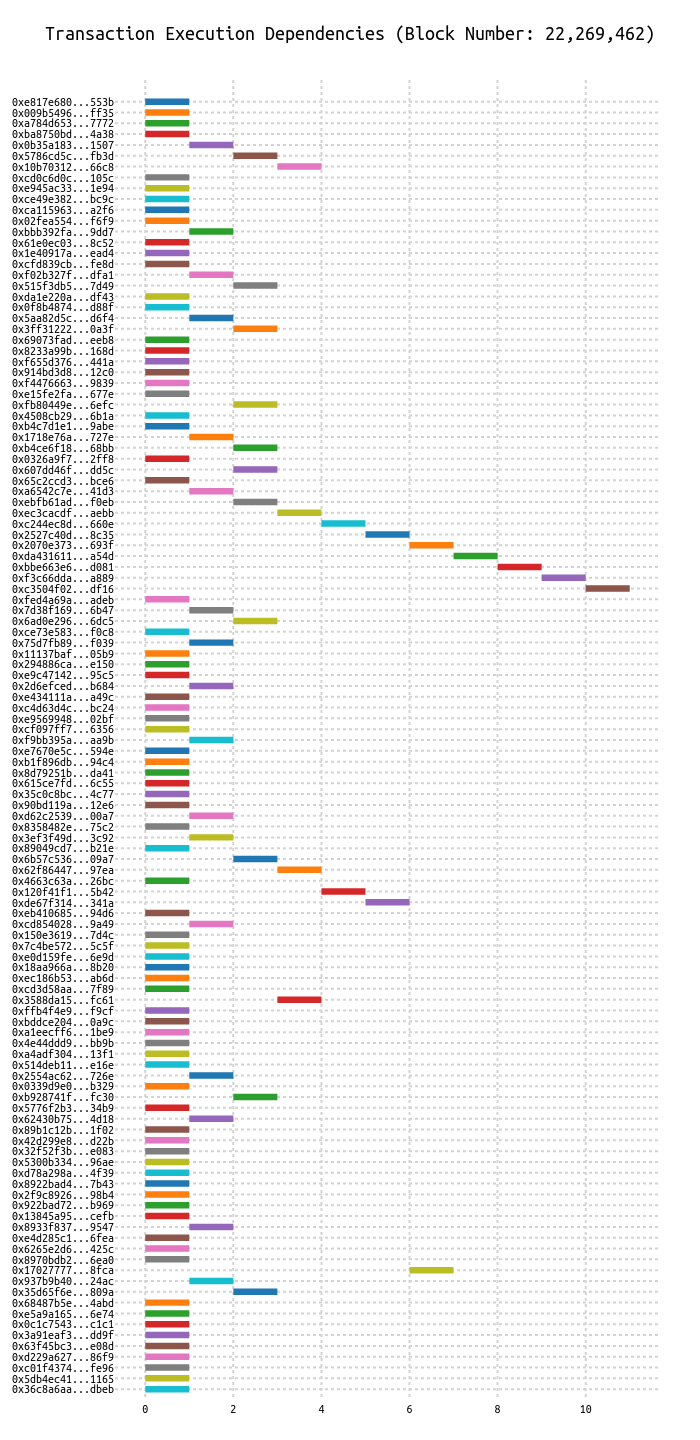 Transaction Execution Dependencies (Block Number: 22,269,462)
0xe817e680...553b
0x009b5496...ff35
0xa784d653...7772
0xba8750bd...4a38
0x0b35a183...1507
0x5786cd5c...fb3d
0x10b70312...66c8
0xcd0c6d0c...105c
0xe945ac33...1e94
0xce49e382...bc9c
0xca115963...a2f6
0x02fea554...f6f9
0xbbb392fa...9dd7
0x61e0ec03...8c52
0x1e40917a...ead4
0xcfd839cb...fe8d
0xf02b327f...dfa1
0x515f3db5...7d49
0xda1e220a...df43
0x0f8b4874...d88f
0x5aa82d5c...d6f4
0x3ff31222...0a3f
0x69073fad...eeb8
0x8233a99b...168d
0xf655d376...441a
0x914bd3d8...12c0
0xf4476663...9839
0xe15fe2fa...677e
0xfb80449e...6efc
0x4508cb29...6b1a
0xb4c7d1e1...9abe
0x1718e76a...727e
0xb4ce6f18...68bb
0x0326a9f7...2ff8
0x607dd46f...dd5c
0x65c2ccd3...bce6
0xa6542c7e...41d3
0xebfb61ad...f0eb
0xec3cacdf...aebb
0xc244ec8d...660e
0x2527c40d...8c35
0x2070e373...693f
0xda431611...a54d
0xbbe663e6...d081
0xf3c66dda...a889
0xc3504f02...df16
0xfed4a69a...adeb
0x7d38f169...6b47
0x6ad0e296...6dc5
0xce73e583...f0c8
0x75d7fb89...f039
0x11137baf...05b9
0x294886ca...e150
0xe9c47142...95c5
0x2d6efced...b684
0xe434111a...a49c
0xc4d63d4c...bc24
0xe9569948...02bf
0xcf097ff7...6356
0xf9bb395a...aa9b
0xe7670e5c...594e
0xb1f896db...94c4
0x8d79251b...da41
0x615ce7fd...6c55
0x35c0c8bc...4c77
0x90bd119a...12e6
0xd62c2539...00a7
0x8358482e...75c2
0x3ef3f49d...3c92
0x89049cd7...b21e
0x6b57c536...09a7
0x62f86447...97ea
0x4663c63a...26bc
0x120f41f1...5b42
0xde67f314...341a
0xeb410685...94d6
0xcd854028...9a49
0x150e3619...7d4c
0x7c4be572...5c5f
0xe0d159fe...6e9d
0x18aa966a...8b20
0xec186b53...ab6d
0xcd3d58aa...7f89
0x3588da15...fc61
0xffb4f4e9...f9cf
0xbddce204...0a9c
0xa1eecff6...1be9
0x4e44ddd9...bb9b
0xa4adf304...13f1
0x514deb11...e16e
0x2554ac62...726e
0x0339d9e0...b329
0xb928741f...fc30
0x5776f2b3...34b9
0x62430b75...4d18
0x89b1c12b...1f02
0x42d299e8...d22b
0x32f52f3b...e083
0x5300b334...96ae
0xd78a298a...4f39
0x8922bad4...7b43
0x2f9c8926...98b4
0x922bad72...b969
0x13845a95...cefb
0x8933f837...9547
0xe4d285c1...6fea
0x6265e2d6...425c
0x8970bdb2...6ea0
0x17027777...8fca
0x937b9b40...24ac
0x35d65f6e...809a
0x68487b5e...4abd
0xe5a9a165...6e74
0x0c1c7543...c1c1
0x3a91eaf3...dd9f
0x63f45bc3...e08d
0xd229a627...86f9
0xc01f4374...fe96
0x5db4ec41...1165
0x36c8a6aa...dbeb
0 2 4 6 8 10